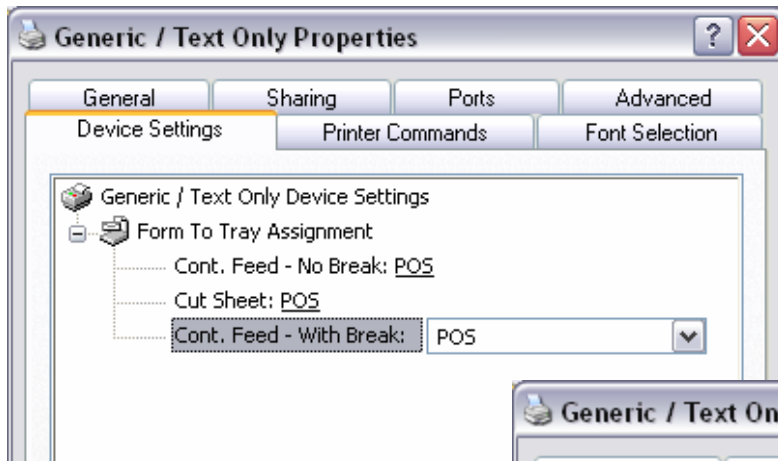 Generic / Text Only Properties
General Sharing Ports Advanced
Device Settings Printer Commands Font Selection
Generic / Text Only Device Settings
Form To Tray Assignment
Cont. Feed - No Break: POS
Cut Sheet: POS
Cont. Feed - With Break: POS
Generic / Text On